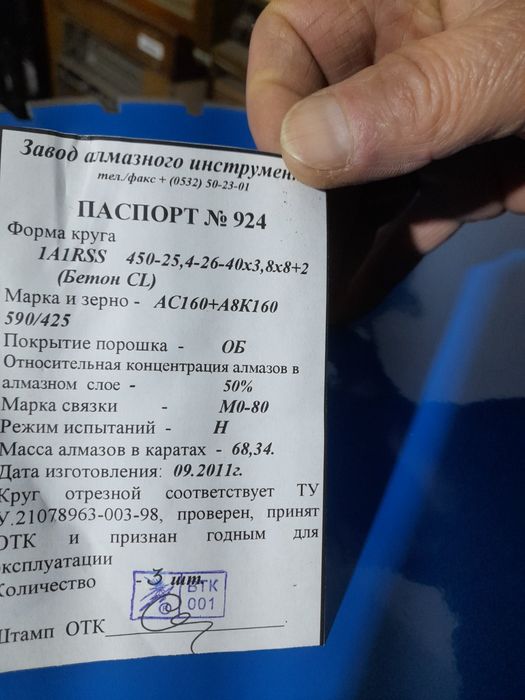 Завод алмазного инструмен
тел./факс + (0532) 50-23-01
ПАСПОРТ № 924
Форма круга
1A1RSS 450-25,4-26-40x3,8x8+2
(Бетон CL)
Марка и зерно - АС160+А8К160
590/425
Покрытие порошка - ОБ
Относительная концентрация алмазов в
алмазном слое - 50%
Марка связки - М0-80
Режим испытаний - Н
Масса алмазов в каратах - 68,34.
Дата изготовления: 09.2011г.
Круг отрезной соответствует ТУ
У.21078963-003-98, проверен, принят
ОТК и признан годным для
эксплуатации
Количество - 3 шт.
ВТК
001
Штамп ОТК